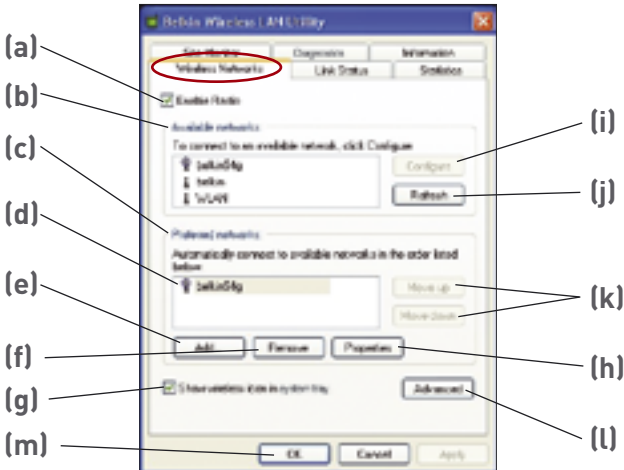 Belkin Wireless LAN Utility
Site Monitor Diagnostics Information
Wireless Networks Link Status Statistics
(a)
Enable Radio
(b)
Available networks
(i)
To connect to an available network, click Configure
(c)
belkin54g
Configure
belkin
(j)
WLAN
Refresh
(d)
Preferred networks
Automatically connect to available networks in the order listed
below
(e)
belkin54g
Move up
(k)
Move down
(f)
Add... Remove Properties
(h)
(g)
Show wireless icon in system tray
Advanced
(l)
(m)
OK Cancel Apply